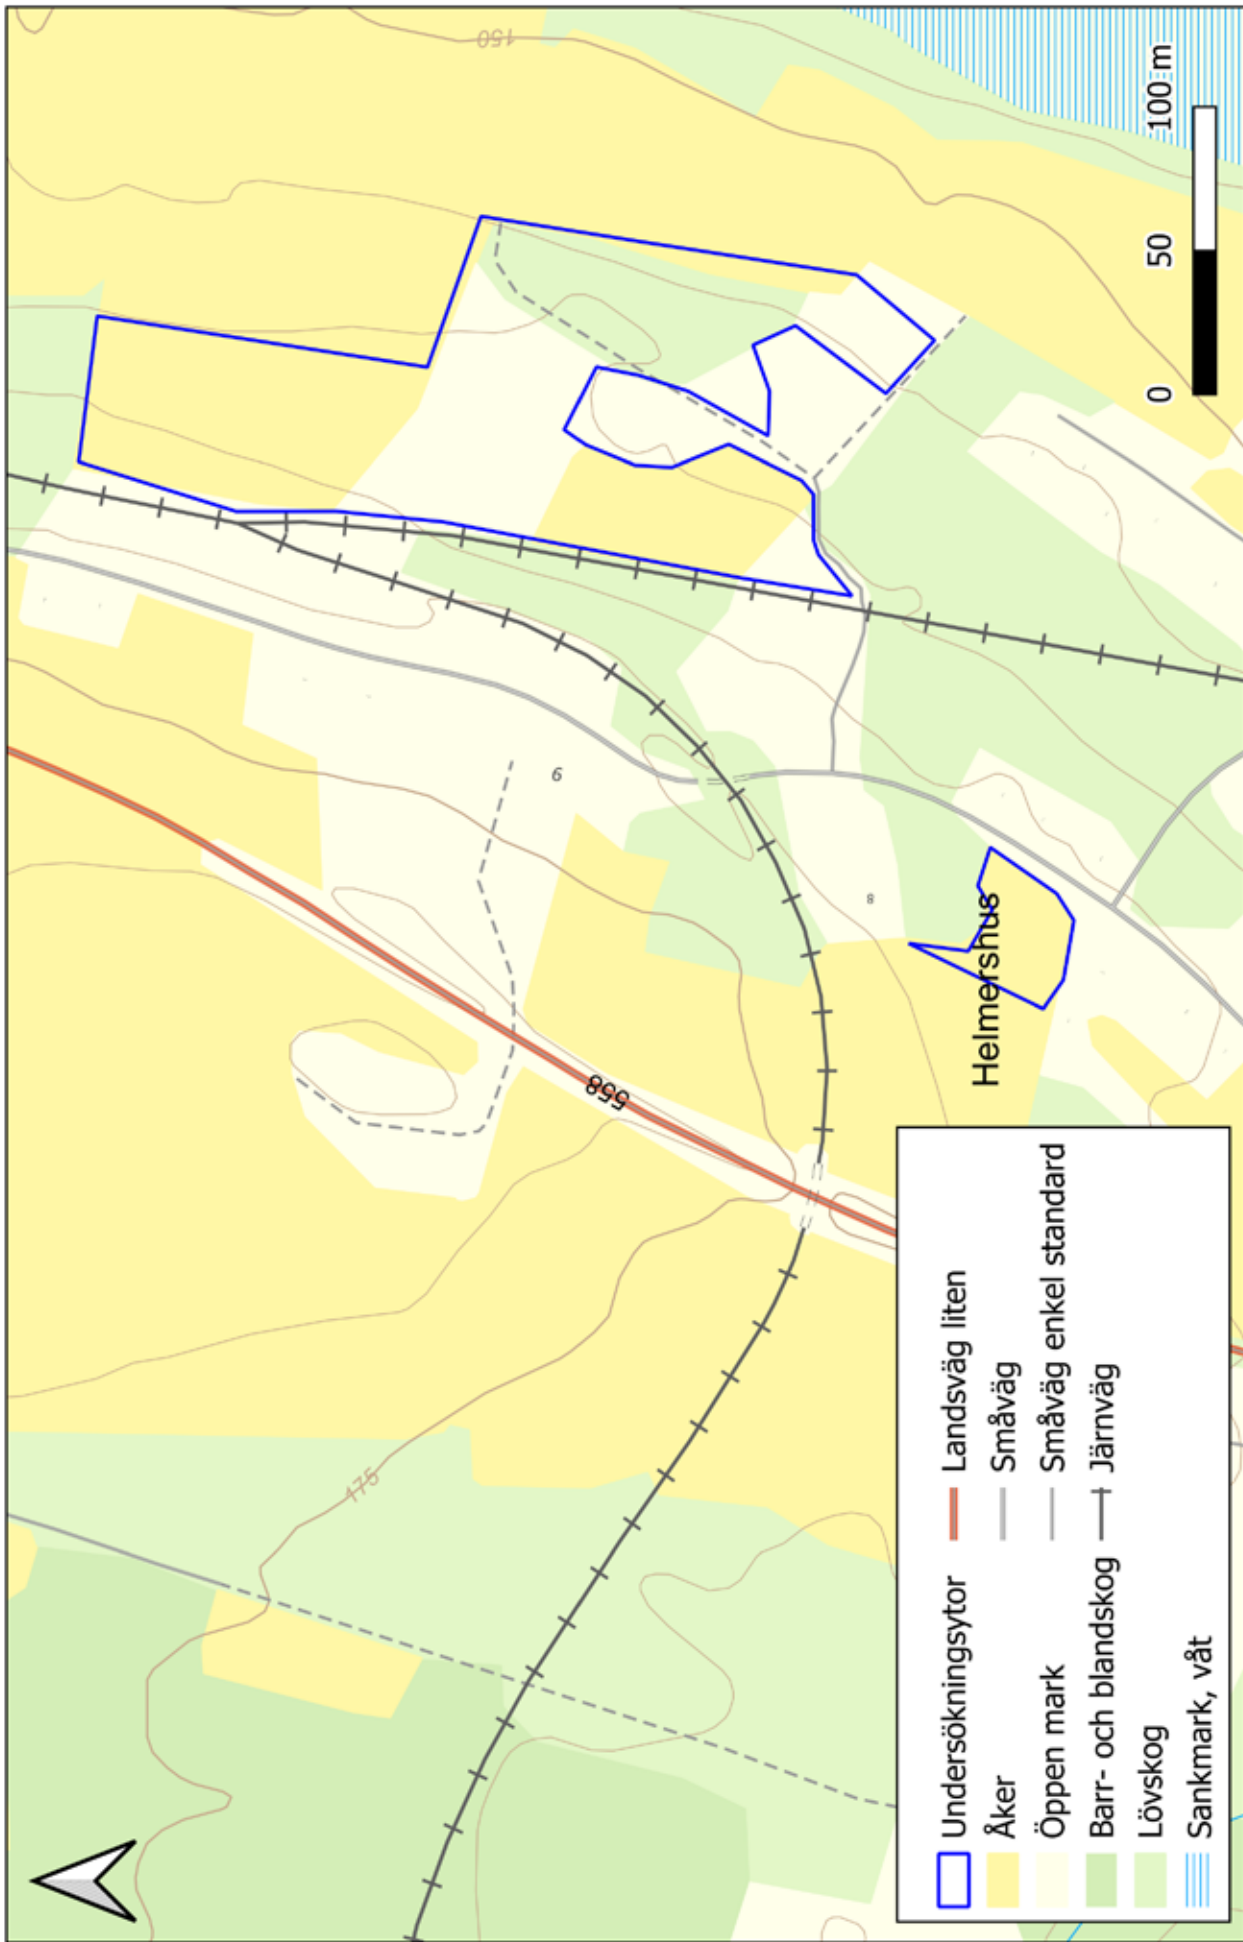 150
175
558
6
8
Helmershus
0 50 100 m
Undersökningsytor
Åker
Öppen mark
Barr- och blandskog
Lövskog
Sankmark, våt
Landsväg liten
Småväg
Småväg enkel standard
Järnväg